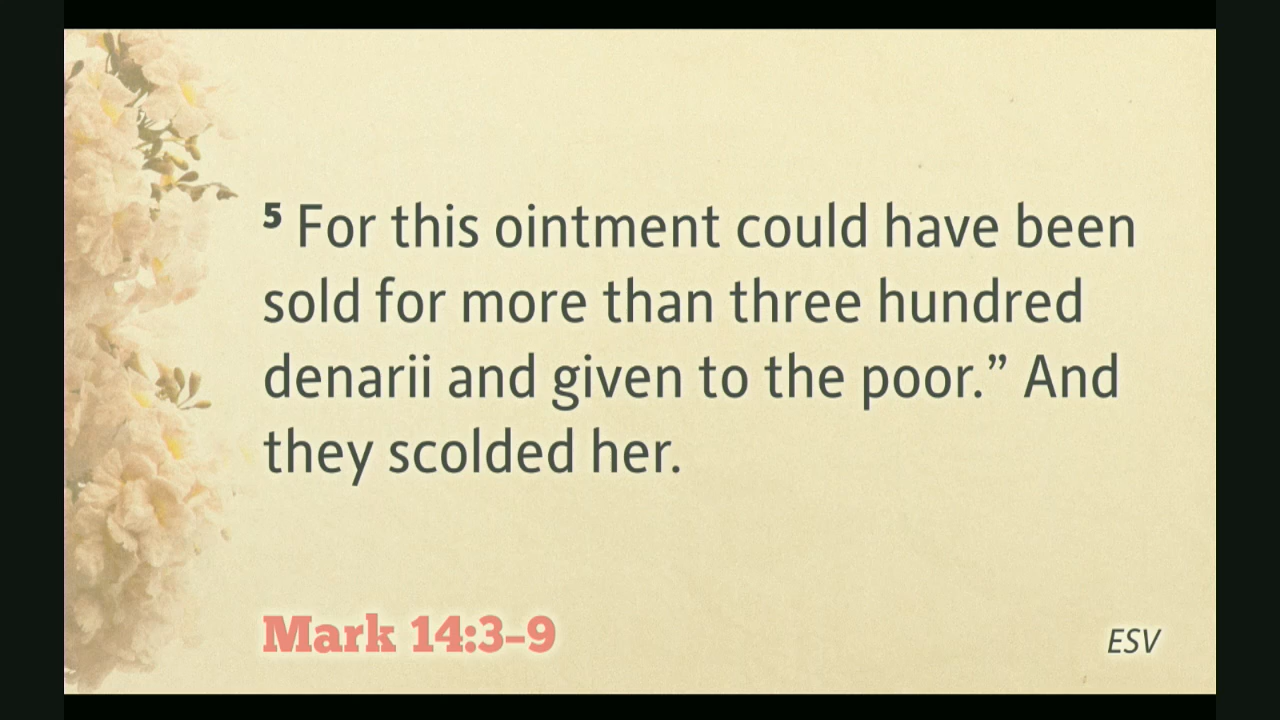 5 For this ointment could have been
sold for more than three hundred
denarii and given to the poor.” And
they scolded her.
Mark 14:3–9
ESV